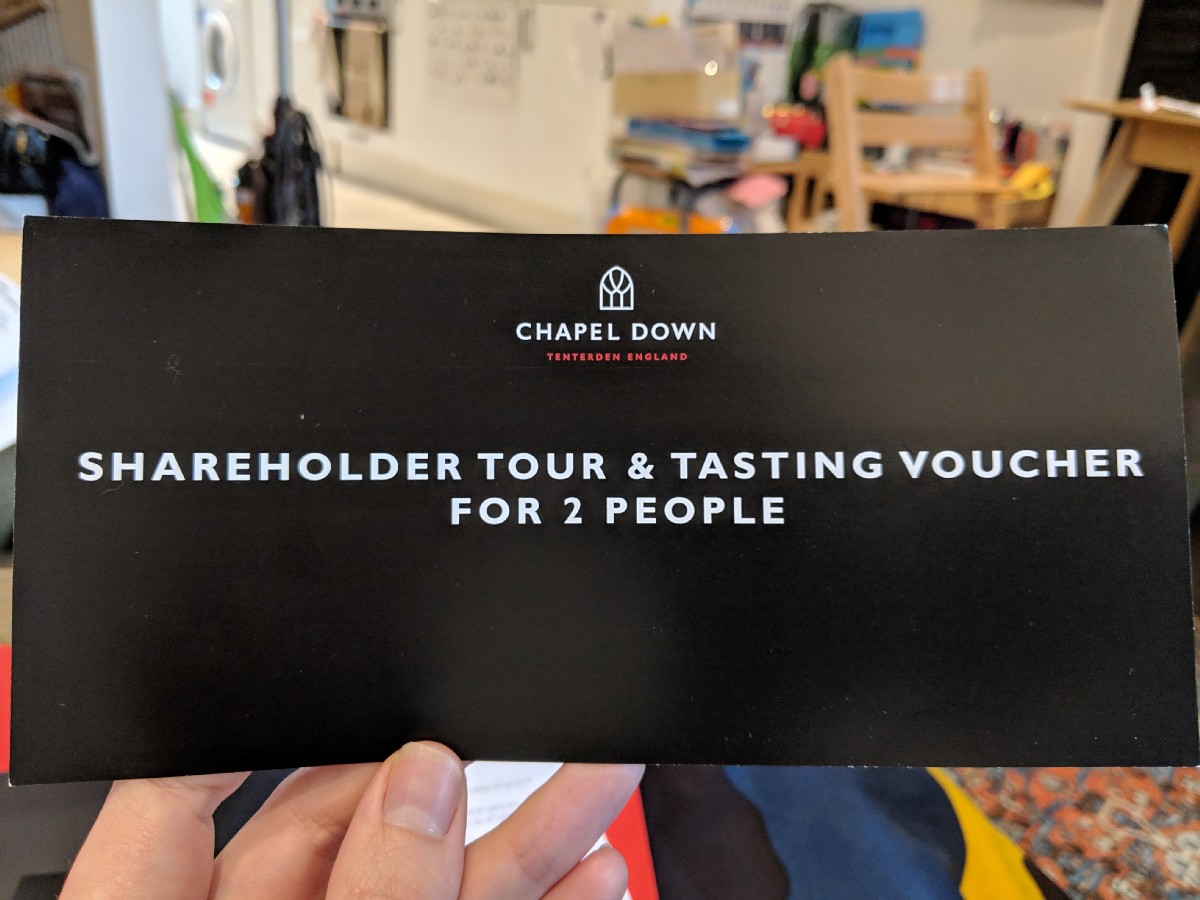 CHAPEL DOWN
TENTERDEN ENGLAND
SHAREHOLDER TOUR & TASTING VOUCHER
FOR 2 PEOPLE